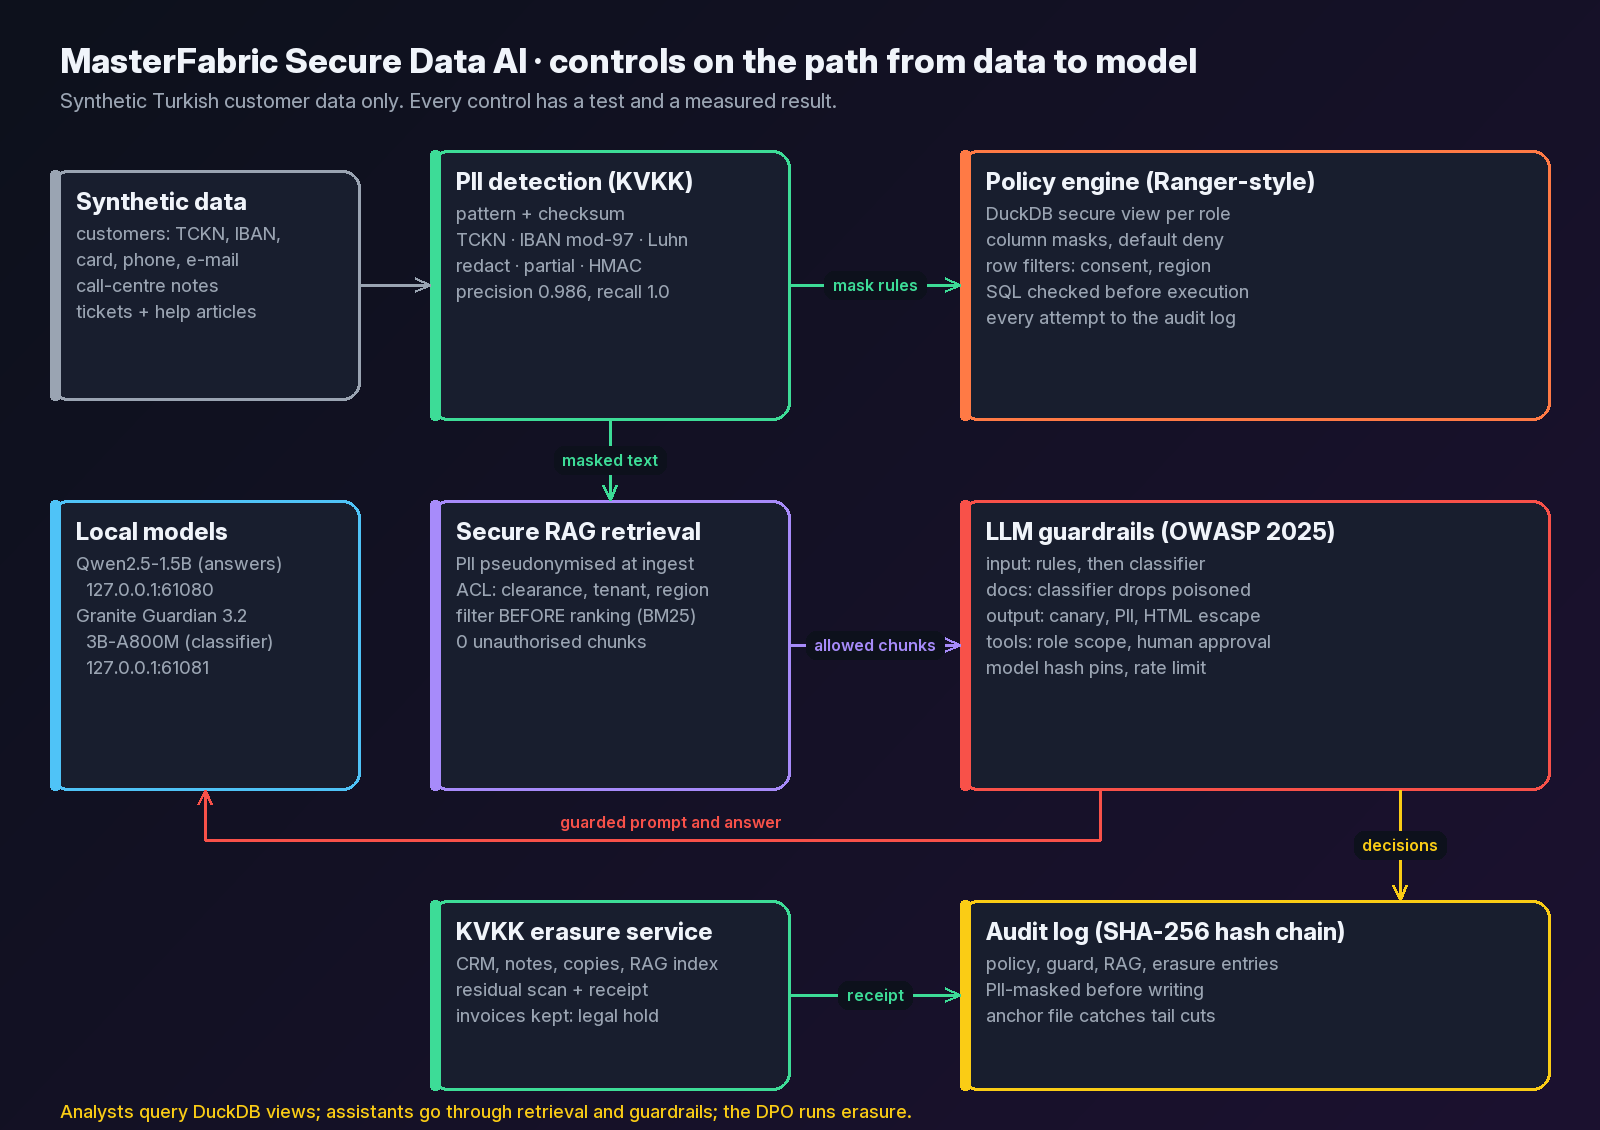 MasterFabric Secure Data AI · controls on the path from data to model
Synthetic Turkish customer data only. Every control has a test and a measured result.
Synthetic data
customers: TCKN, IBAN,
card, phone, e-mail
call-centre notes
tickets + help articles
PII detection (KVKK)
pattern + checksum
TCKN · IBAN mod-97 · Luhn
redact · partial · HMAC
precision 0.986, recall 1.0
mask rules
Policy engine (Ranger-style)
DuckDB secure view per role
column masks, default deny
row filters: consent, region
SQL checked before execution
every attempt to the audit log
masked text
Local models
Qwen2.5-1.5B (answers)
127.0.0.1:61080
Granite Guardian 3.2
3B-A800M (classifier)
127.0.0.1:61081
Secure RAG retrieval
PII pseudonymised at ingest
ACL: clearance, tenant, region
filter BEFORE ranking (BM25)
0 unauthorised chunks
allowed chunks
LLM guardrails (OWASP 2025)
input: rules, then classifier
docs: classifier drops poisoned
output: canary, PII, HTML escape
tools: role scope, human approval
model hash pins, rate limit
guarded prompt and answer
decisions
KVKK erasure service
CRM, notes, copies, RAG index
residual scan + receipt
invoices kept: legal hold
receipt
Audit log (SHA-256 hash chain)
policy, guard, RAG, erasure entries
PII-masked before writing
anchor file catches tail cuts
Analysts query DuckDB views; assistants go through retrieval and guardrails; the DPO runs erasure.